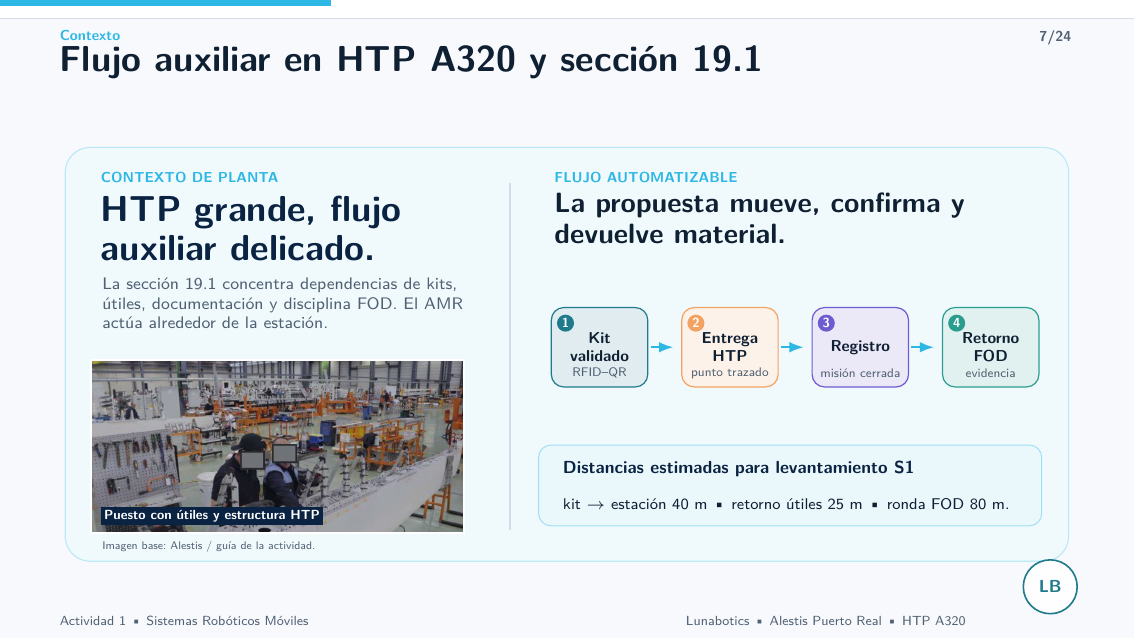 Contexto
7/24
Flujo auxiliar en HTP A320 y sección 19.1
CONTEXTO DE PLANTA
HTP grande, flujo
auxiliar delicado.
La sección 19.1 concentra dependencias de kits,
útiles, documentación y disciplina FOD. El AMR
actúa alrededor de la estación.
Puesto con útiles y estructura HTP
Imagen base: Alestis / guía de la actividad.
FLUJO AUTOMATIZABLE
La propuesta mueve, confirma y
devuelve material.
1
Kit
validado
RFID–QR
2
Entrega
HTP
punto trazado
3
Registro
misión cerrada
4
Retorno
FOD
evidencia
Distancias estimadas para levantamiento S1
kit → estación 40 m ▪ retorno útiles 25 m ▪ ronda FOD 80 m.
LB
Actividad 1 ▪ Sistemas Robóticos Móviles
Lunabotics ▪ Alestis Puerto Real ▪ HTP A320